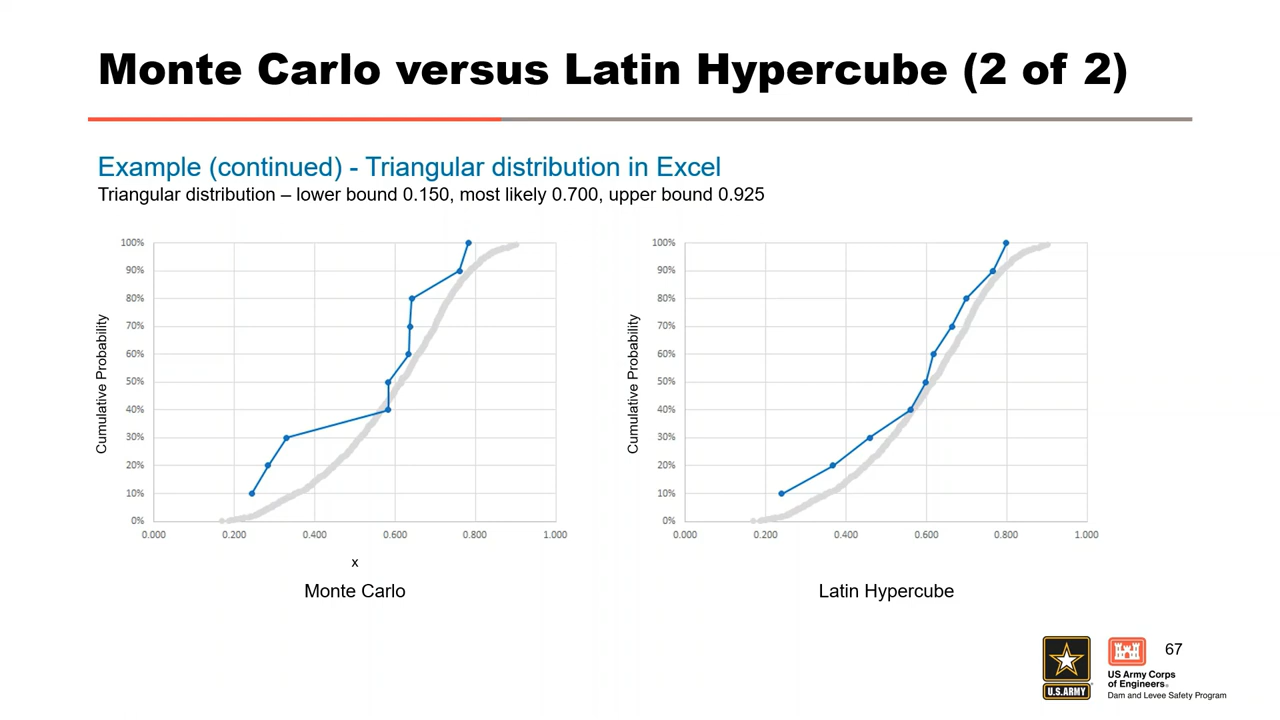 Monte Carlo versus Latin Hypercube (2 of 2)
Example (continued) - Triangular distribution in Excel
Triangular distribution – lower bound 0.150, most likely 0.700, upper bound 0.925
Cumulative Probability
100%
90%
80%
70%
60%
50%
40%
30%
20%
10%
0%
0.000 0.200 0.400 0.600 0.800 1.000
x
Monte Carlo
Cumulative Probability
100%
90%
80%
70%
60%
50%
40%
30%
20%
10%
0%
0.000 0.200 0.400 0.600 0.800 1.000
Latin Hypercube
U.S.ARMY
US Army Corps
of Engineers®
Dam and Levee Safety Program
67